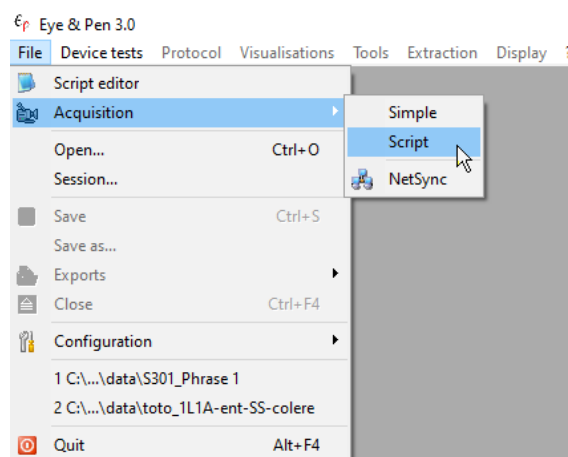 Eye & Pen 3.0
File Device tests Protocol Visualisations Tools Extraction Display
Script editor
Acquisition
Simple
Script
NetSync
Open... Ctrl+O
Session...
Save Ctrl+S
Save as...
Exports
Close Ctrl+F4
Configuration
1 C:\...\data\S301_Phrase 1
2 C:\...\data\toto_1L1A-ent-SS-colere
Quit Alt+F4